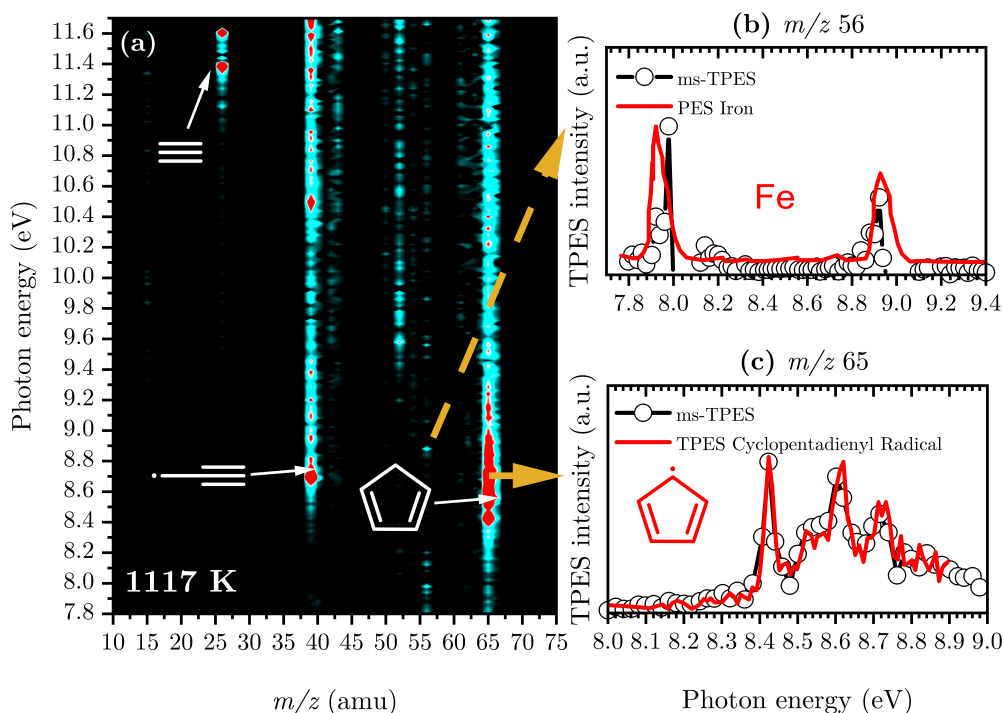 (a)
Photon energy (eV)
11.6
11.4
11.2
11.0
10.8
10.6
10.4
10.2
10.0
9.8
9.6
9.4
9.2
9.0
8.8
8.6
8.4
8.2
8.0
7.8
1117 K
10 15 20 25 30 35 40 45 50 55 60 65 70 75
m/z (amu)
(b) m/z 56
TPES intensity (a.u.)
ms-TPES
PES Iron
Fe
7.8 8.0 8.2 8.4 8.6 8.8 9.0 9.2 9.4
(c) m/z 65
TPES intensity (a.u.)
ms-TPES
TPES Cyclopentadienyl Radical
8.0 8.1 8.2 8.3 8.4 8.5 8.6 8.7 8.8 8.9 9.0
Photon energy (eV)